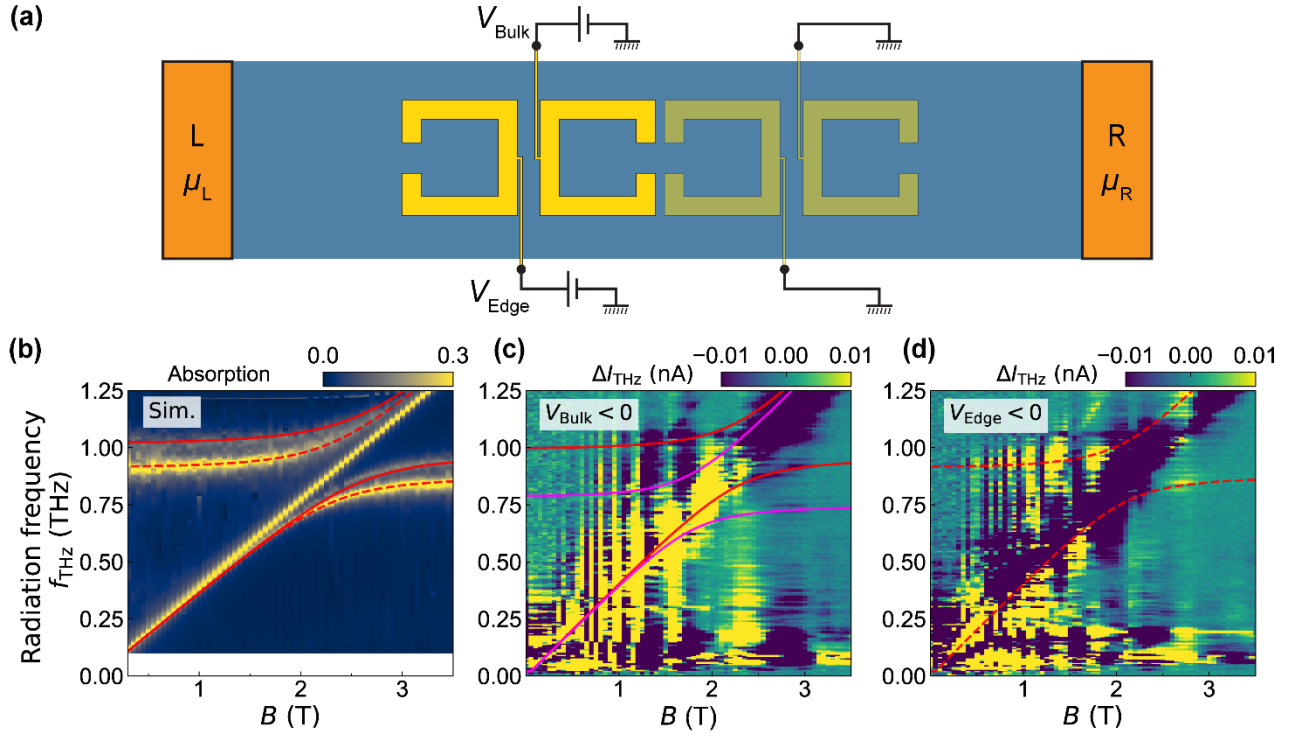 (a)
V_Bulk
L
μ_L
R
μ_R
V_Edge
(b)
Absorption
0.0 0.3
Sim.
Radiation frequency
f_THz (THz)
1.25
1.00
0.75
0.50
0.25
0.00
1 2 3
B (T)
(c)
−0.01 0.00 0.01
ΔI_THz (nA)
V_Bulk < 0
1.25
1.00
0.75
0.50
0.25
0.00
0 1 2 3
B (T)
(d)
−0.01 0.00 0.01
ΔI_THz (nA)
V_Edge < 0
1.25
1.00
0.75
0.50
0.25
0.00
0 1 2 3
B (T)